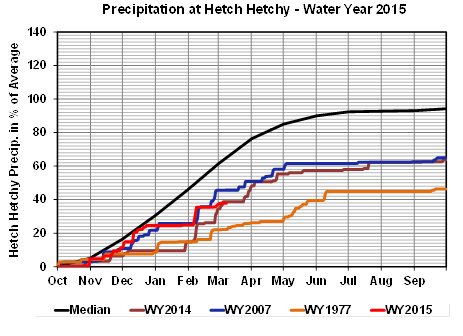 Precipitation at Hetch Hetchy - Water Year 2015
Hetch Hetchy Precip. in % of Average
140
120
100
80
60
40
20
0
Oct Nov Dec Jan Feb Mar Apr May Jun Jul Aug Sep
Median WY2014 WY2007 WY1977 WY2015